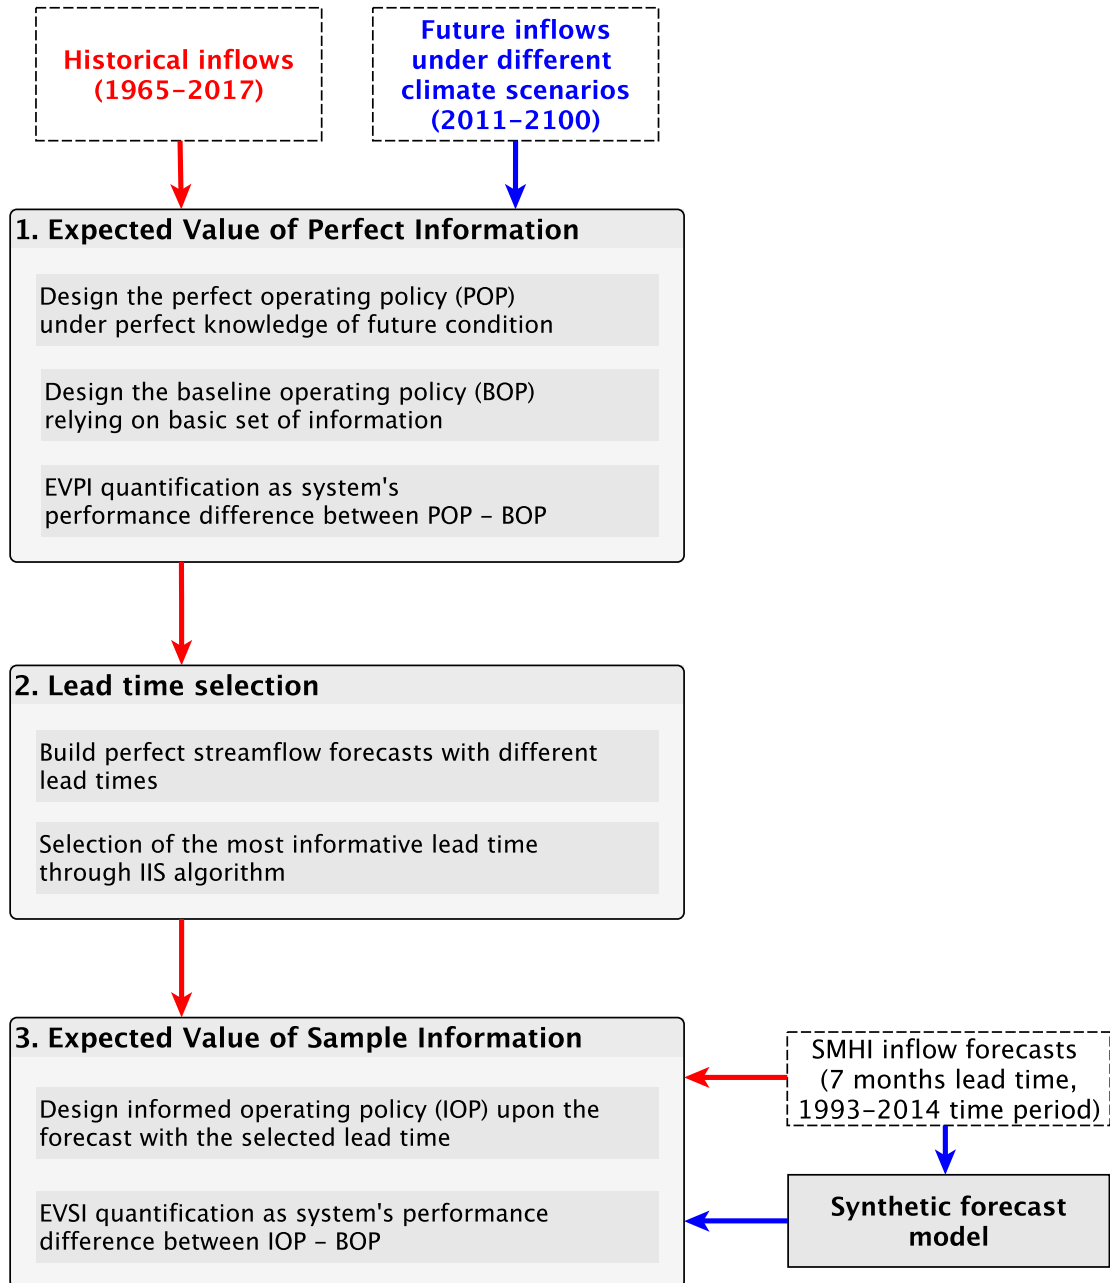 Historical inflows
(1965–2017)
Future inflows
under different
climate scenarios
(2011–2100)
1. Expected Value of Perfect Information
Design the perfect operating policy (POP)
under perfect knowledge of future condition
Design the baseline operating policy (BOP)
relying on basic set of information
EVPI quantification as system's
performance difference between POP – BOP
2. Lead time selection
Build perfect streamflow forecasts with different
lead times
Selection of the most informative lead time
through IIS algorithm
3. Expected Value of Sample Information
Design informed operating policy (IOP) upon the
forecast with the selected lead time
EVSI quantification as system's performance
difference between IOP – BOP
SMHI inflow forecasts
(7 months lead time,
1993–2014 time period)
Synthetic forecast
model